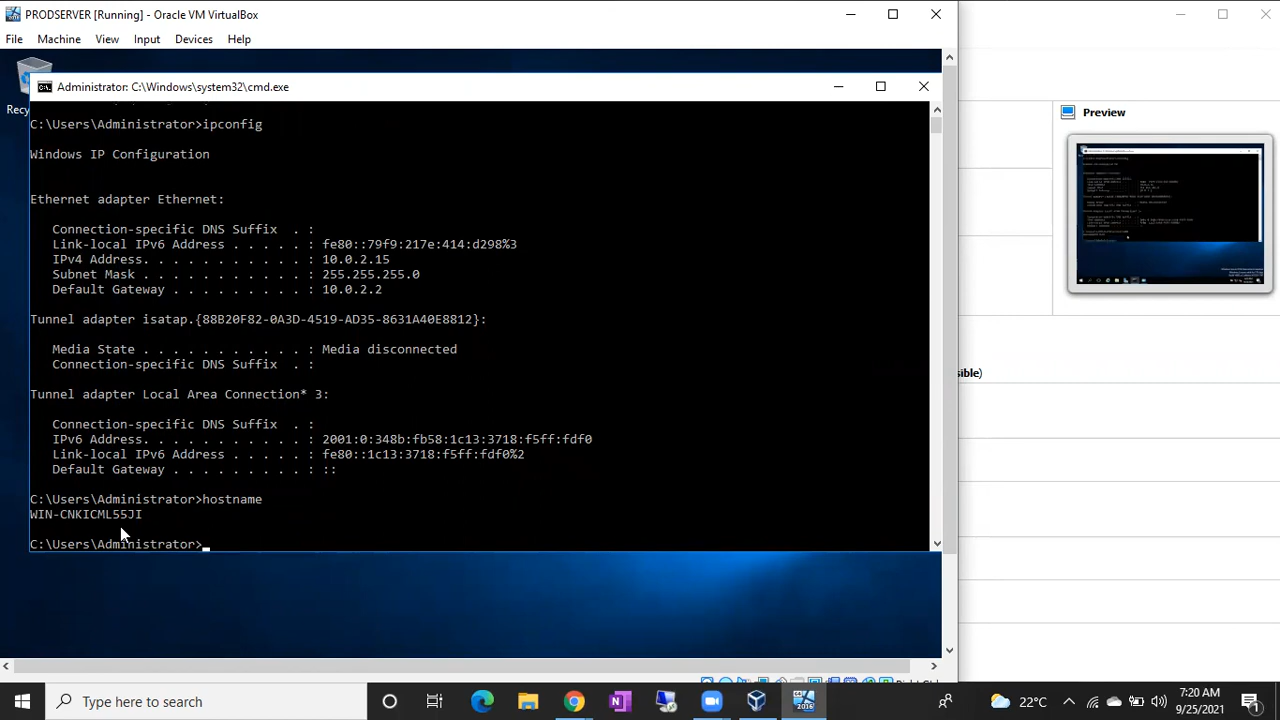 PRODSERVER [Running] - Oracle VM VirtualBox
File Machine View Input Devices Help
Recy
Administrator: C:\Windows\system32\cmd.exe
C:\Users\Administrator>ipconfig
Windows IP Configuration
Ethernet adapter Ethernet:
Connection-specific DNS Suffix . :
Link-local IPv6 Address . . . . . : fe80::79f9:217e:414:d290%3
IPv4 Address. . . . . . . . . . . : 10.0.2.15
Subnet Mask . . . . . . . . . . . : 255.255.255.0
Default Gateway . . . . . . . . . : 10.0.2.2
Tunnel adapter isatap.{88B20F82-0A3D-4519-AD35-8631A40E8812}:
Media State . . . . . . . . . . . : Media disconnected
Connection-specific DNS Suffix . :
Tunnel adapter Local Area Connection* 3:
Connection-specific DNS Suffix . :
IPv6 Address. . . . . . . . . . . : 2001:0:348b:fb58:1c13:3718:f5ff:fdf0
Link-local IPv6 Address . . . . . : fe80::1c13:3718:f5ff:fdf0%2
Default Gateway . . . . . . . . . : ::
C:\Users\Administrator>hostname
WIN-CNKICML55JI
C:\Users\Administrator>
Preview
sible)
Right Ctrl
Type here to search
22°C
7:20 AM
9/25/2021